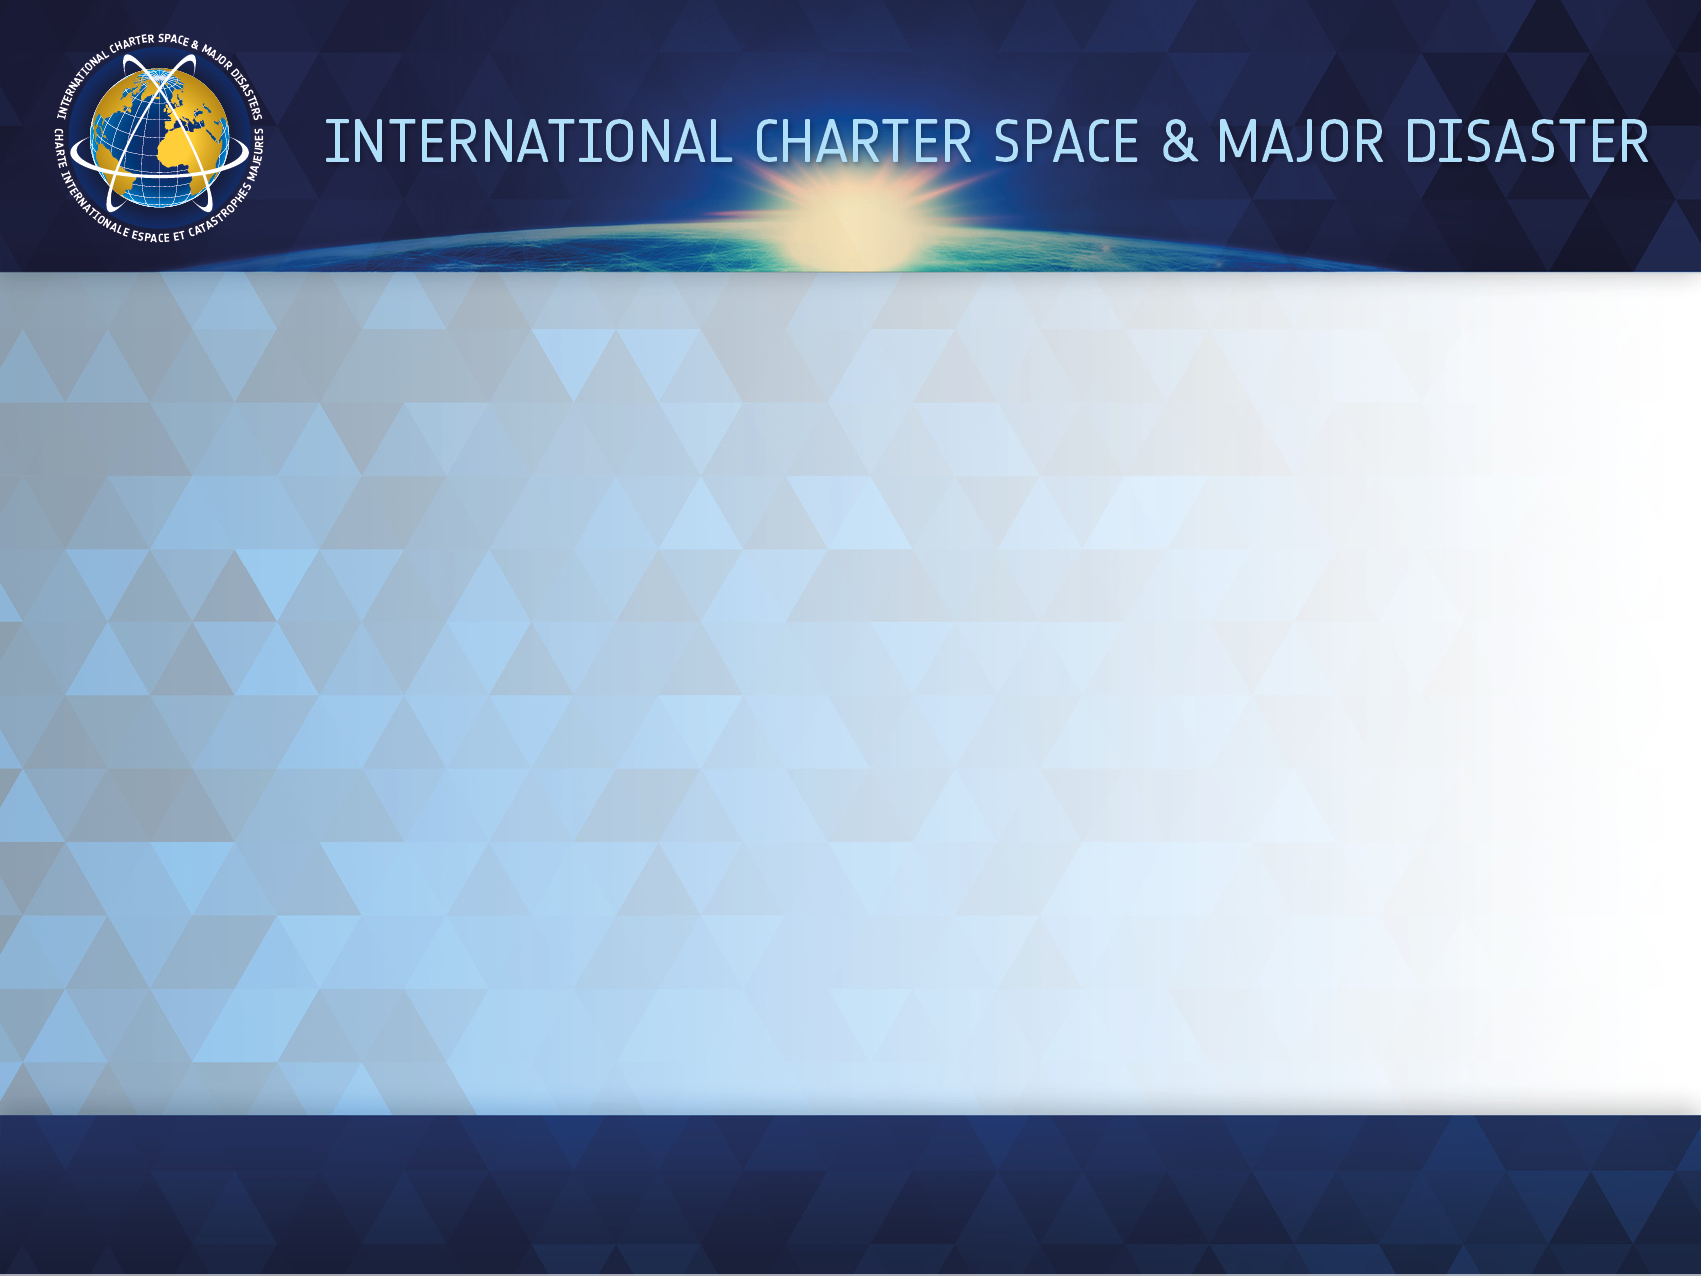 INTERNATIONAL CHARTER SPACE & MAJOR DISASTERS
CHARTE INTERNATIONALE ESPACE ET CATASTROPHES MAJEURES
INTERNATIONAL CHARTER SPACE & MAJOR DISASTER